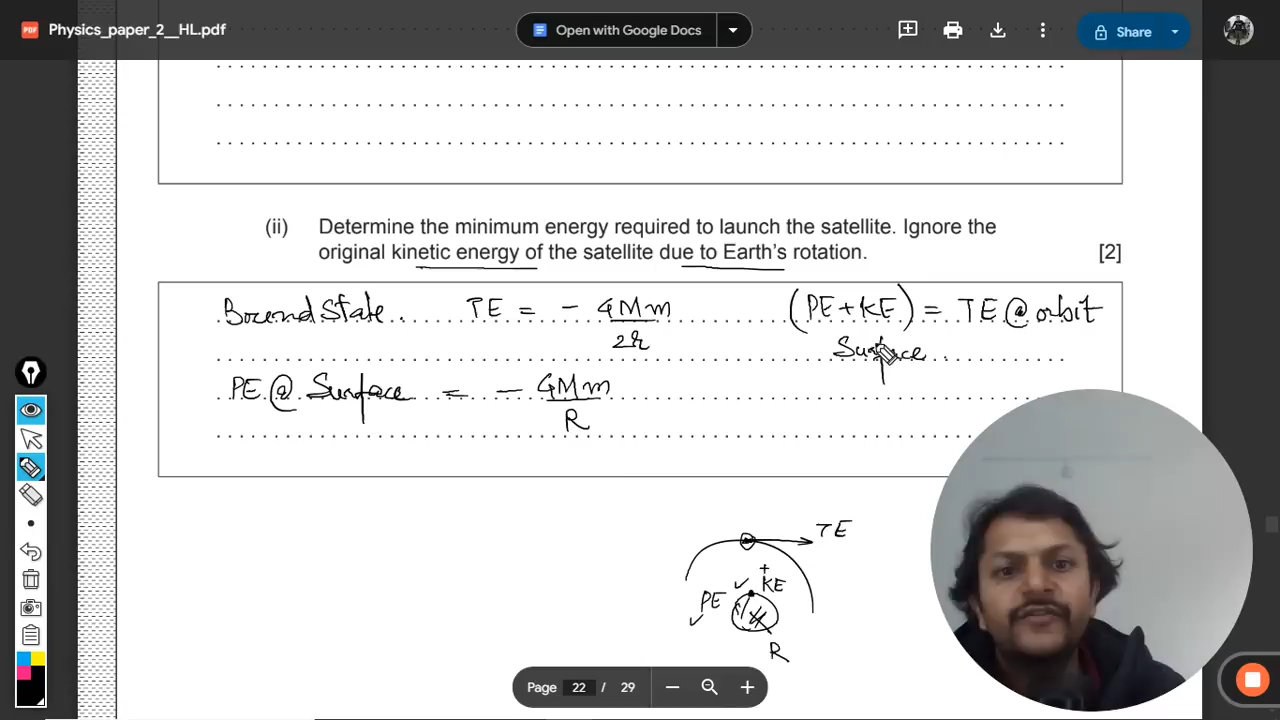 Physics_paper_2__HL.pdf
Open with Google Docs
Share
(ii) Determine the minimum energy required to launch the satellite. Ignore the
original kinetic energy of the satellite due to Earth's rotation. [2]
Bound State TE = - GMm / 2r (PE + KE) = TE @ orbit
Surface
PE @ Surface = - GMm / R
TE
+
PE KE
R
Page 22 / 29